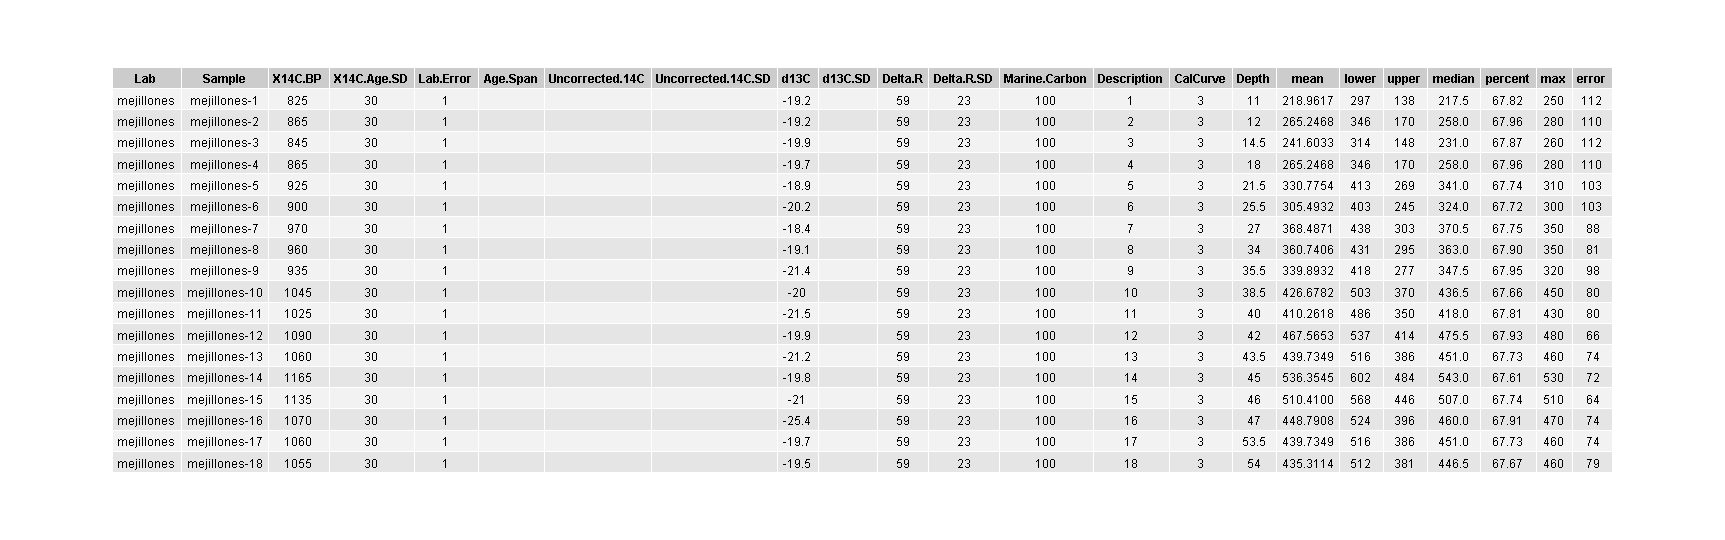 Lab Sample X14C.BP X14C.Age.SD Lab.Error Age.Span Uncorrected.14C Uncorrected.14C.SD d13C d13C.SD Delta.R Delta.R.SD Marine.Carbon Description CalCurve Depth mean lower upper median percent max error
mejillones mejillones-1 825 30 1 -19.2 59 23 100 1 3 11 218.9617 297 138 217.5 67.82 250 112
mejillones mejillones-2 865 30 1 -19.2 59 23 100 2 3 12 265.2468 346 170 258.0 67.96 280 110
mejillones mejillones-3 845 30 1 -19.9 59 23 100 3 3 14.5 241.6033 314 148 231.0 67.87 260 112
mejillones mejillones-4 865 30 1 -19.7 59 23 100 4 3 18 265.2468 346 170 258.0 67.96 280 110
mejillones mejillones-5 925 30 1 -18.9 59 23 100 5 3 21.5 330.7754 413 269 341.0 67.74 310 103
mejillones mejillones-6 900 30 1 -20.2 59 23 100 6 3 25.5 305.4932 403 245 324.0 67.72 300 103
mejillones mejillones-7 970 30 1 -18.4 59 23 100 7 3 27 368.4871 438 303 370.5 67.75 350 88
mejillones mejillones-8 960 30 1 -19.1 59 23 100 8 3 34 360.7406 431 295 363.0 67.90 350 81
mejillones mejillones-9 935 30 1 -21.4 59 23 100 9 3 35.5 339.8932 418 277 347.5 67.95 320 98
mejillones mejillones-10 1045 30 1 -20 59 23 100 10 3 38.5 426.6782 503 370 436.5 67.66 450 80
mejillones mejillones-11 1025 30 1 -21.5 59 23 100 11 3 40 410.2618 486 350 418.0 67.81 430 80
mejillones mejillones-12 1090 30 1 -19.9 59 23 100 12 3 42 467.5653 537 414 475.5 67.93 480 66
mejillones mejillones-13 1060 30 1 -21.2 59 23 100 13 3 43.5 439.7349 516 386 451.0 67.73 460 74
mejillones mejillones-14 1165 30 1 -19.8 59 23 100 14 3 45 536.3545 602 484 543.0 67.61 530 72
mejillones mejillones-15 1135 30 1 -21 59 23 100 15 3 46 510.4100 568 446 507.0 67.74 510 64
mejillones mejillones-16 1070 30 1 -25.4 59 23 100 16 3 47 448.7908 524 396 460.0 67.91 470 74
mejillones mejillones-17 1060 30 1 -19.7 59 23 100 17 3 53.5 439.7349 516 386 451.0 67.73 460 74
mejillones mejillones-18 1055 30 1 -19.5 59 23 100 18 3 54 435.3114 512 381 446.5 67.67 460 79